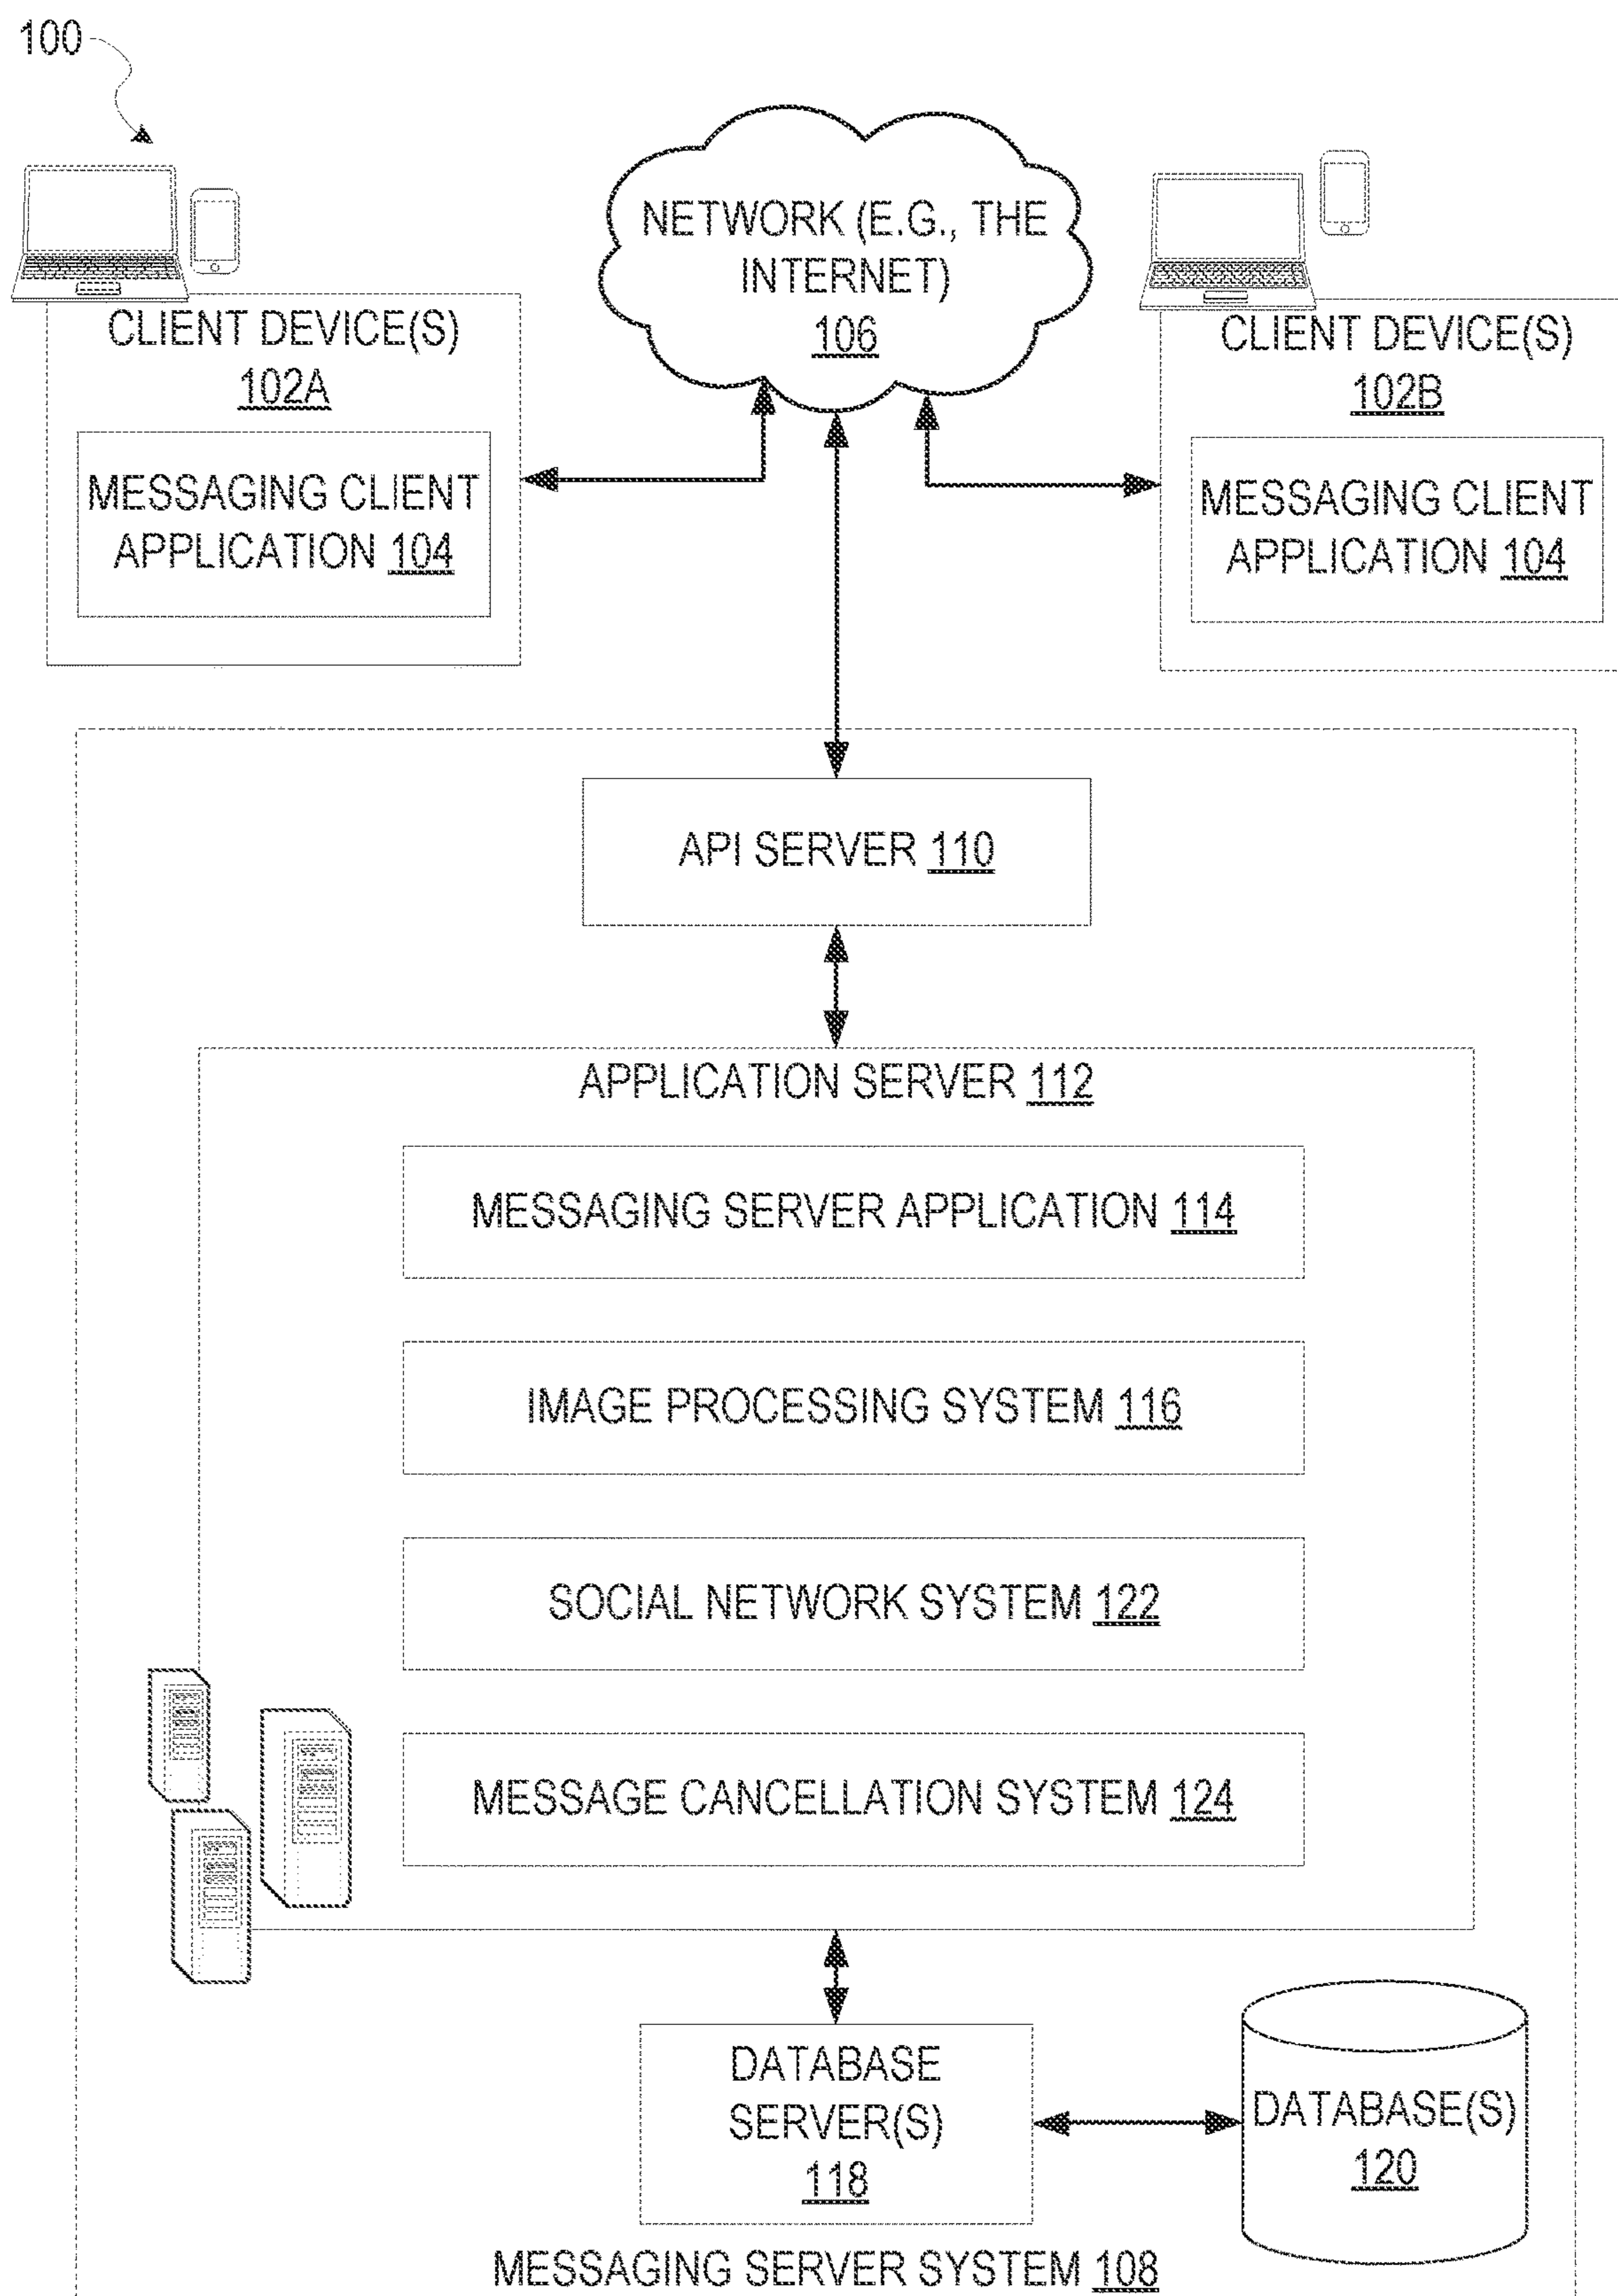 100
NETWORK (E.G., THE
INTERNET)
106
CLIENT DEVICE(S)
102A
MESSAGING CLIENT
APPLICATION 104
CLIENT DEVICE(S)
102B
MESSAGING CLIENT
APPLICATION 104
API SERVER 110
APPLICATION SERVER 112
MESSAGING SERVER APPLICATION 114
IMAGE PROCESSING SYSTEM 116
SOCIAL NETWORK SYSTEM 122
MESSAGE CANCELLATION SYSTEM 124
DATABASE
SERVER(S)
118
DATABASE(S)
120
MESSAGING SERVER SYSTEM 108